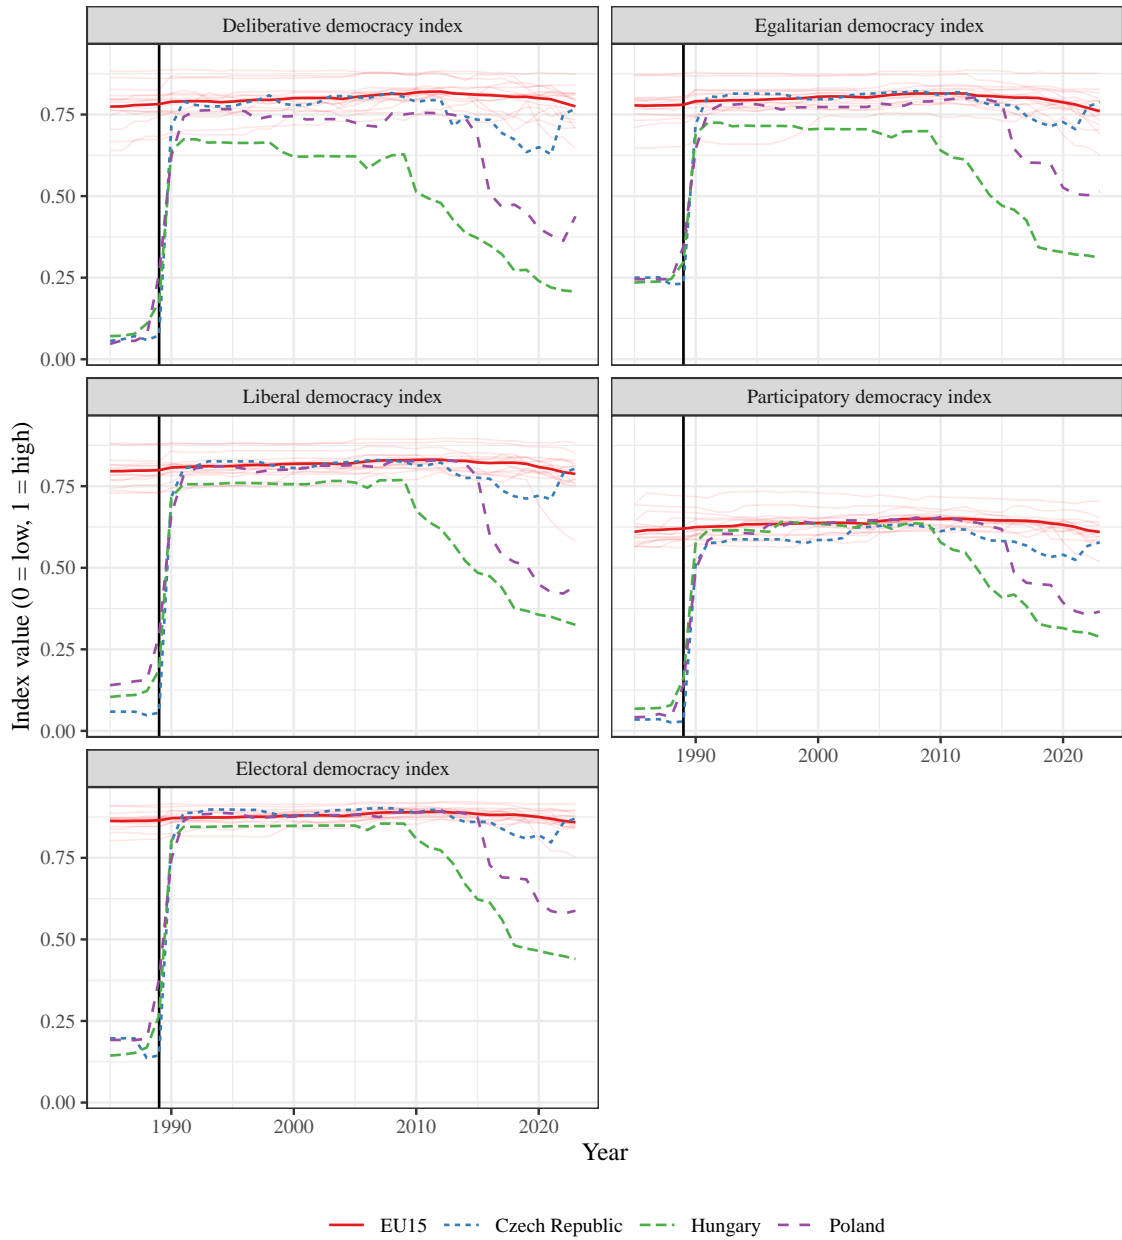 Deliberative democracy index
Egalitarian democracy index
0.75
0.50
0.25
0.00
Liberal democracy index
Participatory democracy index
0.75
0.50
0.25
0.00
1990
2000
2010
2020
Electoral democracy index
0.75
0.50
0.25
0.00
1990
2000
2010
2020
Index value (0 = low, 1 = high)
Year
EU15
Czech Republic
Hungary
Poland